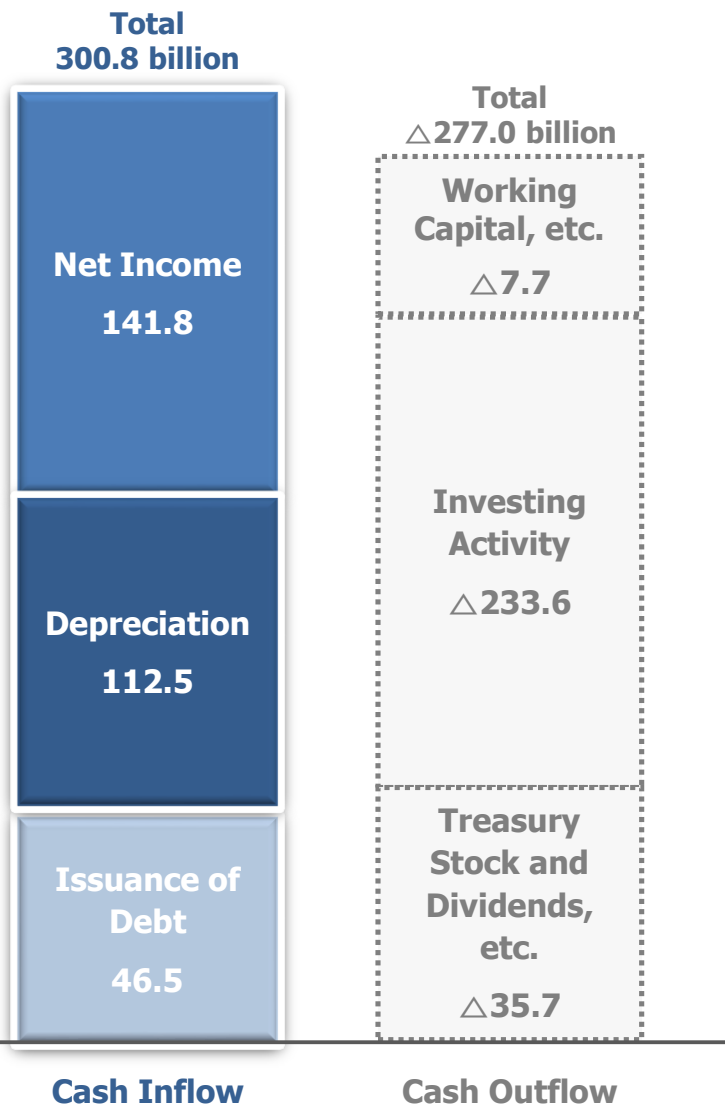 Total
300.8 billion
Net Income
141.8
Depreciation
112.5
Issuance of
Debt
46.5
Cash Inflow
Total
△277.0 billion
Working
Capital, etc.
△7.7
Investing
Activity
△233.6
Treasury
Stock and
Dividends,
etc.
△35.7
Cash Outflow